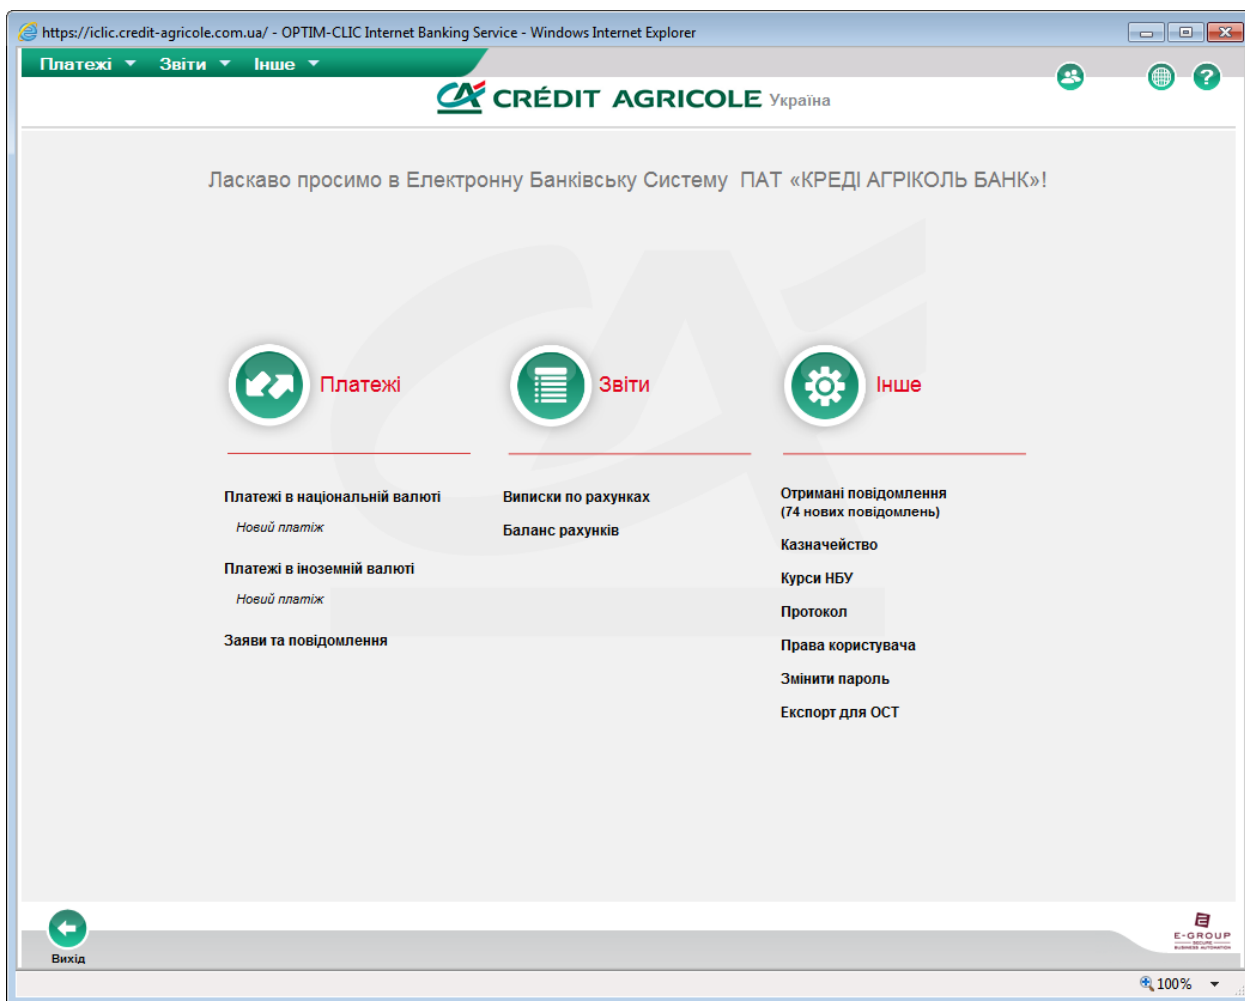 https://iclic.credit-agricole.com.ua/ - OPTIM-CLIC Internet Banking Service - Windows Internet Explorer
Платежі Звіти Інше
CRÉDIT AGRICOLE Україна
Ласкаво просимо в Електронну Банківську Систему ПАТ «КРЕДІ АГРІКОЛЬ БАНК»!
Платежі
Платежі в національній валюті
Новий платіж
Платежі в іноземній валюті
Новий платіж
Заяви та повідомлення
Звіти
Виписки по рахунках
Баланс рахунків
Інше
Отримані повідомлення
(74 нових повідомлень)
Казначейство
Курси НБУ
Протокол
Права користувача
Змінити пароль
Експорт для ОСТ
Вихід
E-GROUP
SECURE
BUSINESS AUTOMATION
100%